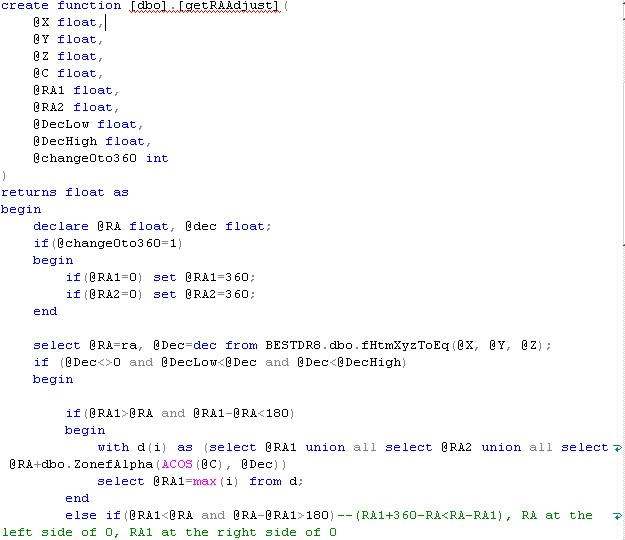 create function [dbo].[getRAAdjust](
@X float,
@Y float,
@Z float,
@C float,
@RA1 float,
@RA2 float,
@DecLow float,
@DecHigh float,
@change0to360 int
)
returns float as
begin
declare @RA float, @dec float;
if(@change0to360=1)
begin
if(@RA1=0) set @RA1=360;
if(@RA2=0) set @RA2=360;
end
select @RA=ra, @Dec=dec from BESTDR8.dbo.fHtmXyzToEq(@X, @Y, @Z);
if (@Dec<>0 and @DecLow<@Dec and @Dec<@DecHigh)
begin
if(@RA1>@RA and @RA1-@RA<180)
begin
with d(i) as (select @RA1 union all select @RA2 union all select
@RA+dbo.ZonefAlpha(ACOS(@C), @Dec))
select @RA1=max(i) from d;
end
else if(@RA1<@RA and @RA-@RA1>180)--(RA1+360-RA<RA-RA1), RA at the
left side of 0, RA1 at the right side of 0